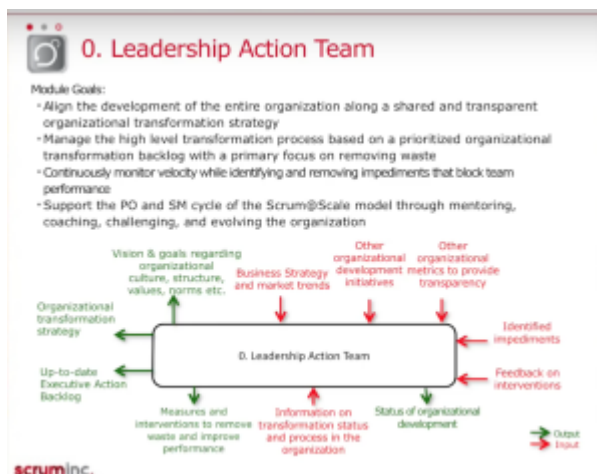 0. Leadership Action Team
Module Goals:
-Align the development of the entire organization along a shared and transparent
organizational transformation strategy
-Manage the high level transformation process based on a prioritized organizational
transformation backlog with a primary focus on removing waste
-Continuously monitor velocity while identifying and removing impediments that block team
performance
-Support the PO and SM cycle of the Scrum@Scale model through mentoring,
coaching, challenging, and evolving the organization
Vision & goals regarding
organizational
culture, structure,
values, norms etc.
Business Strategy
and market trends
Other
organizational
development
initiatives
Other
organizational
metrics to provide
transparency
Organizational
transformation
strategy
Identified
impediments
0. Leadership Action Team
Up-to-date
Executive Action
Backlog
Feedback on
interventions
Measures and
interventions to remove
waste and improve
performance
Information on
transformation status
and process in the
organization
Status of organizational
development
Output
Input
scruminc.